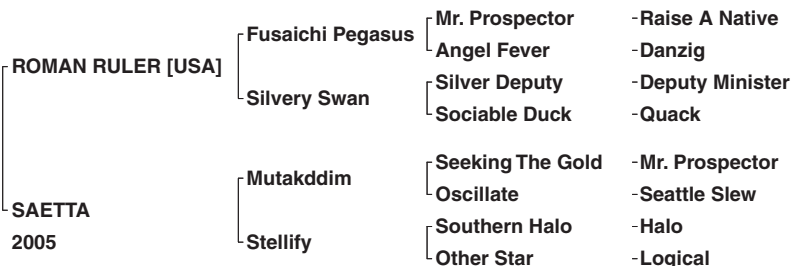 Mr. Prospector -Raise A Native
Fusaichi Pegasus
Angel Fever -Danzig
ROMAN RULER [USA]
Silver Deputy -Deputy Minister
Silvery Swan
Sociable Duck -Quack
Seeking The Gold -Mr. Prospector
Mutakddim
Oscillate -Seattle Slew
SAETTA
Southern Halo -Halo
2005
Stellify
Other Star -Logical